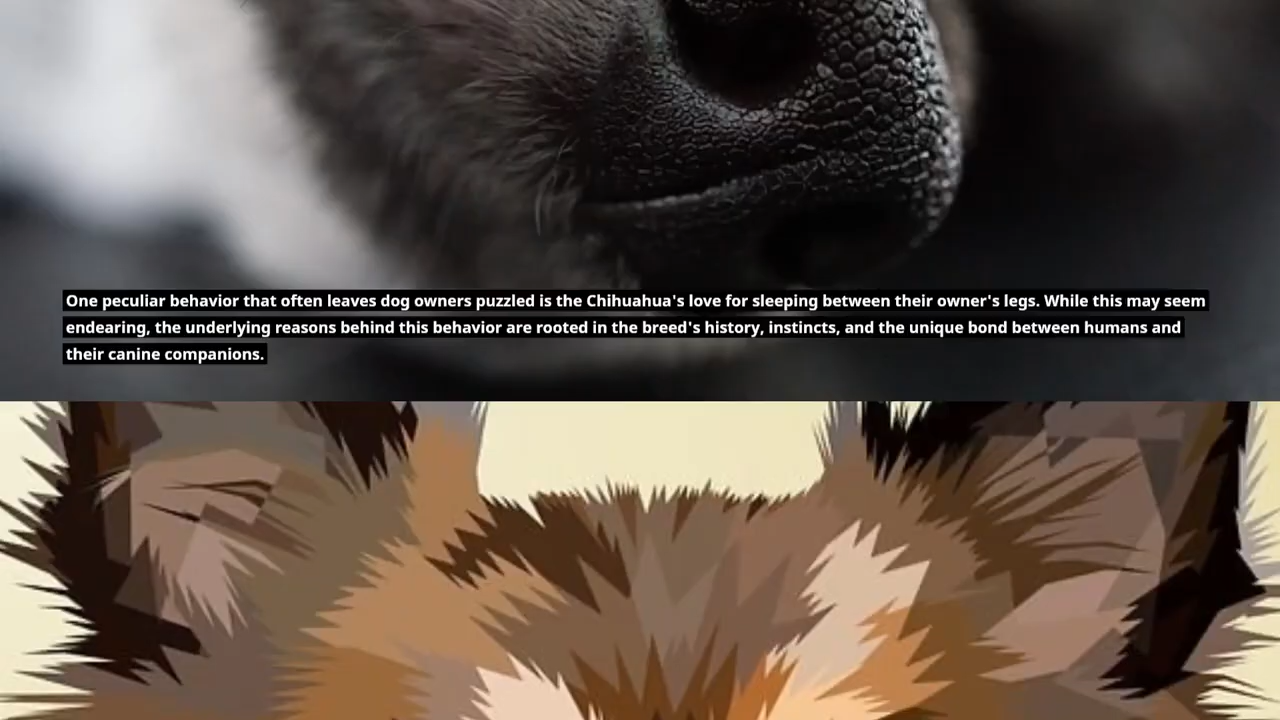 One peculiar behavior that often leaves dog owners puzzled is the Chihuahua's love for sleeping between their owner's legs. While this may seem
endearing, the underlying reasons behind this behavior are rooted in the breed's history, instincts, and the unique bond between humans and
their canine companions.